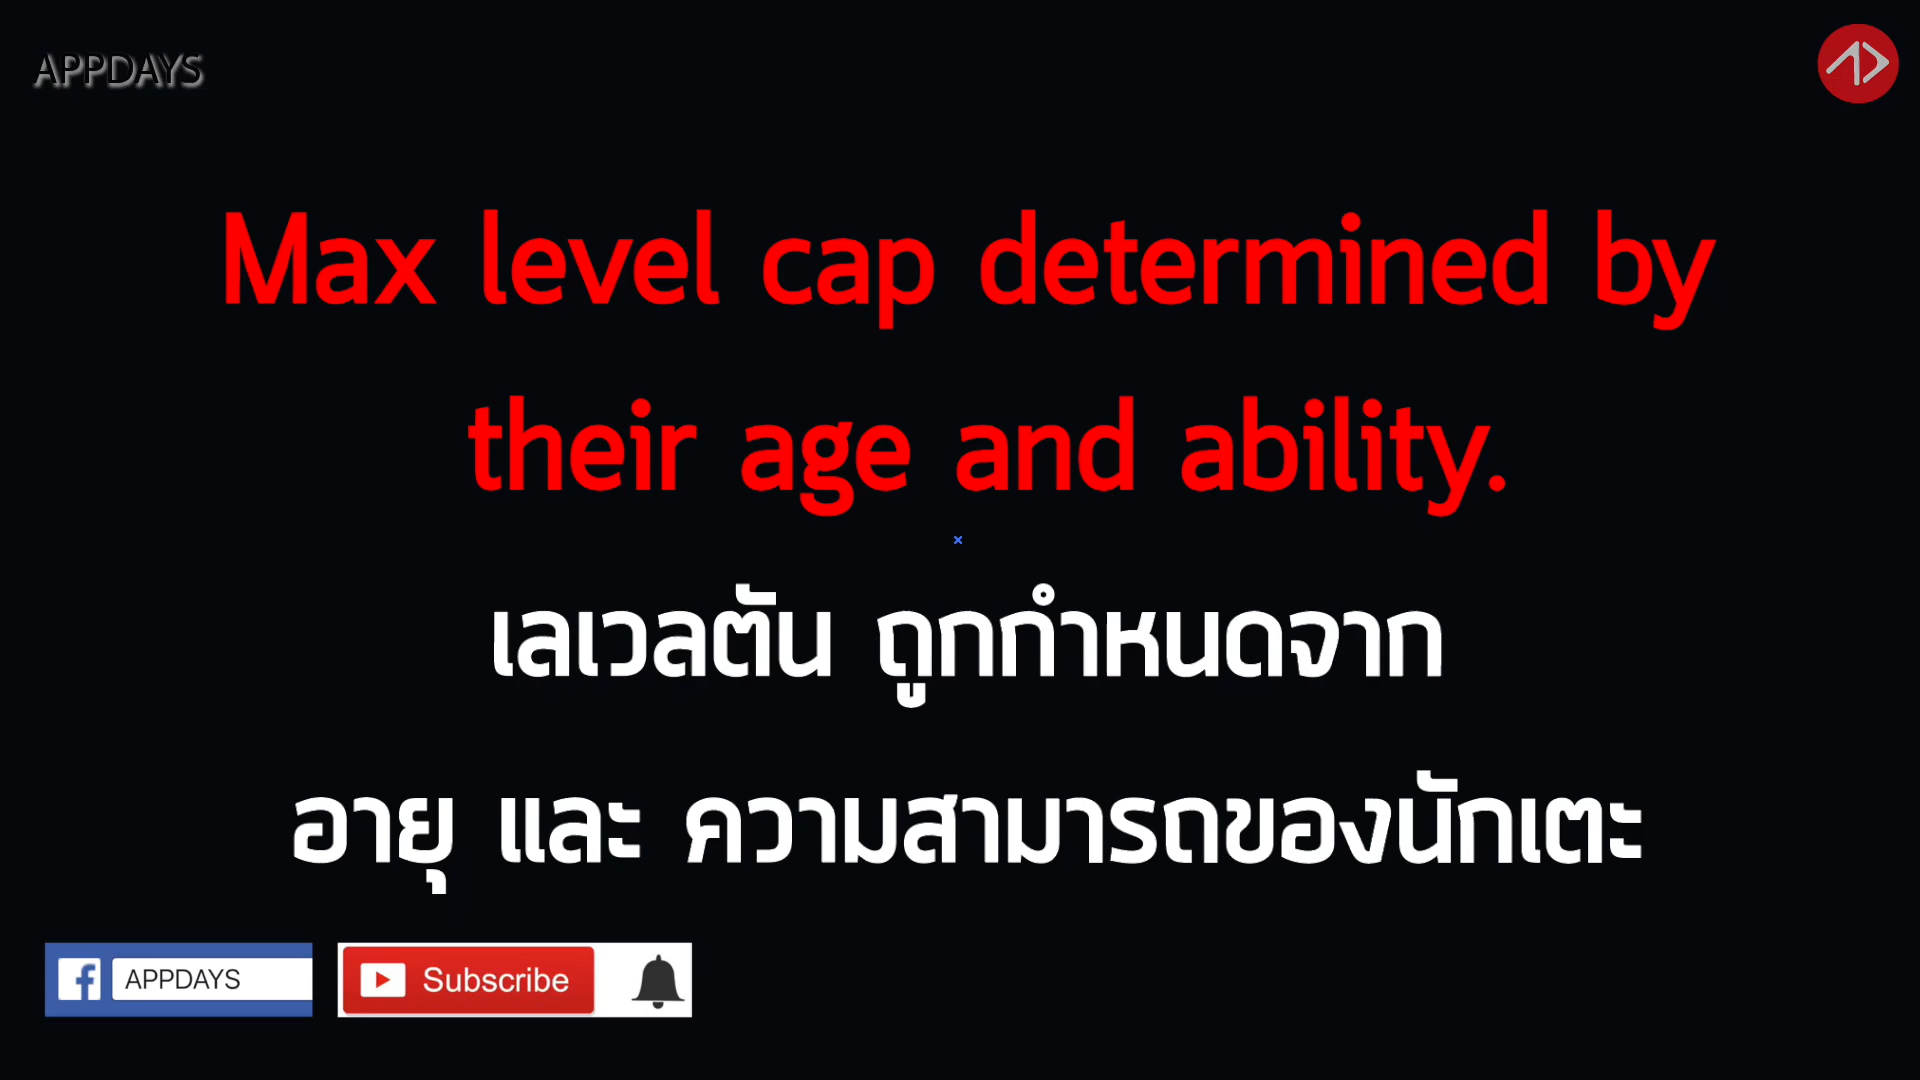 APPDAYS
Max level cap determined by
their age and ability.
เลเวลตัน ถูกกำหนดจาก
อายุ และ ความสามารถของนักเตะ
APPDAYS
Subscribe